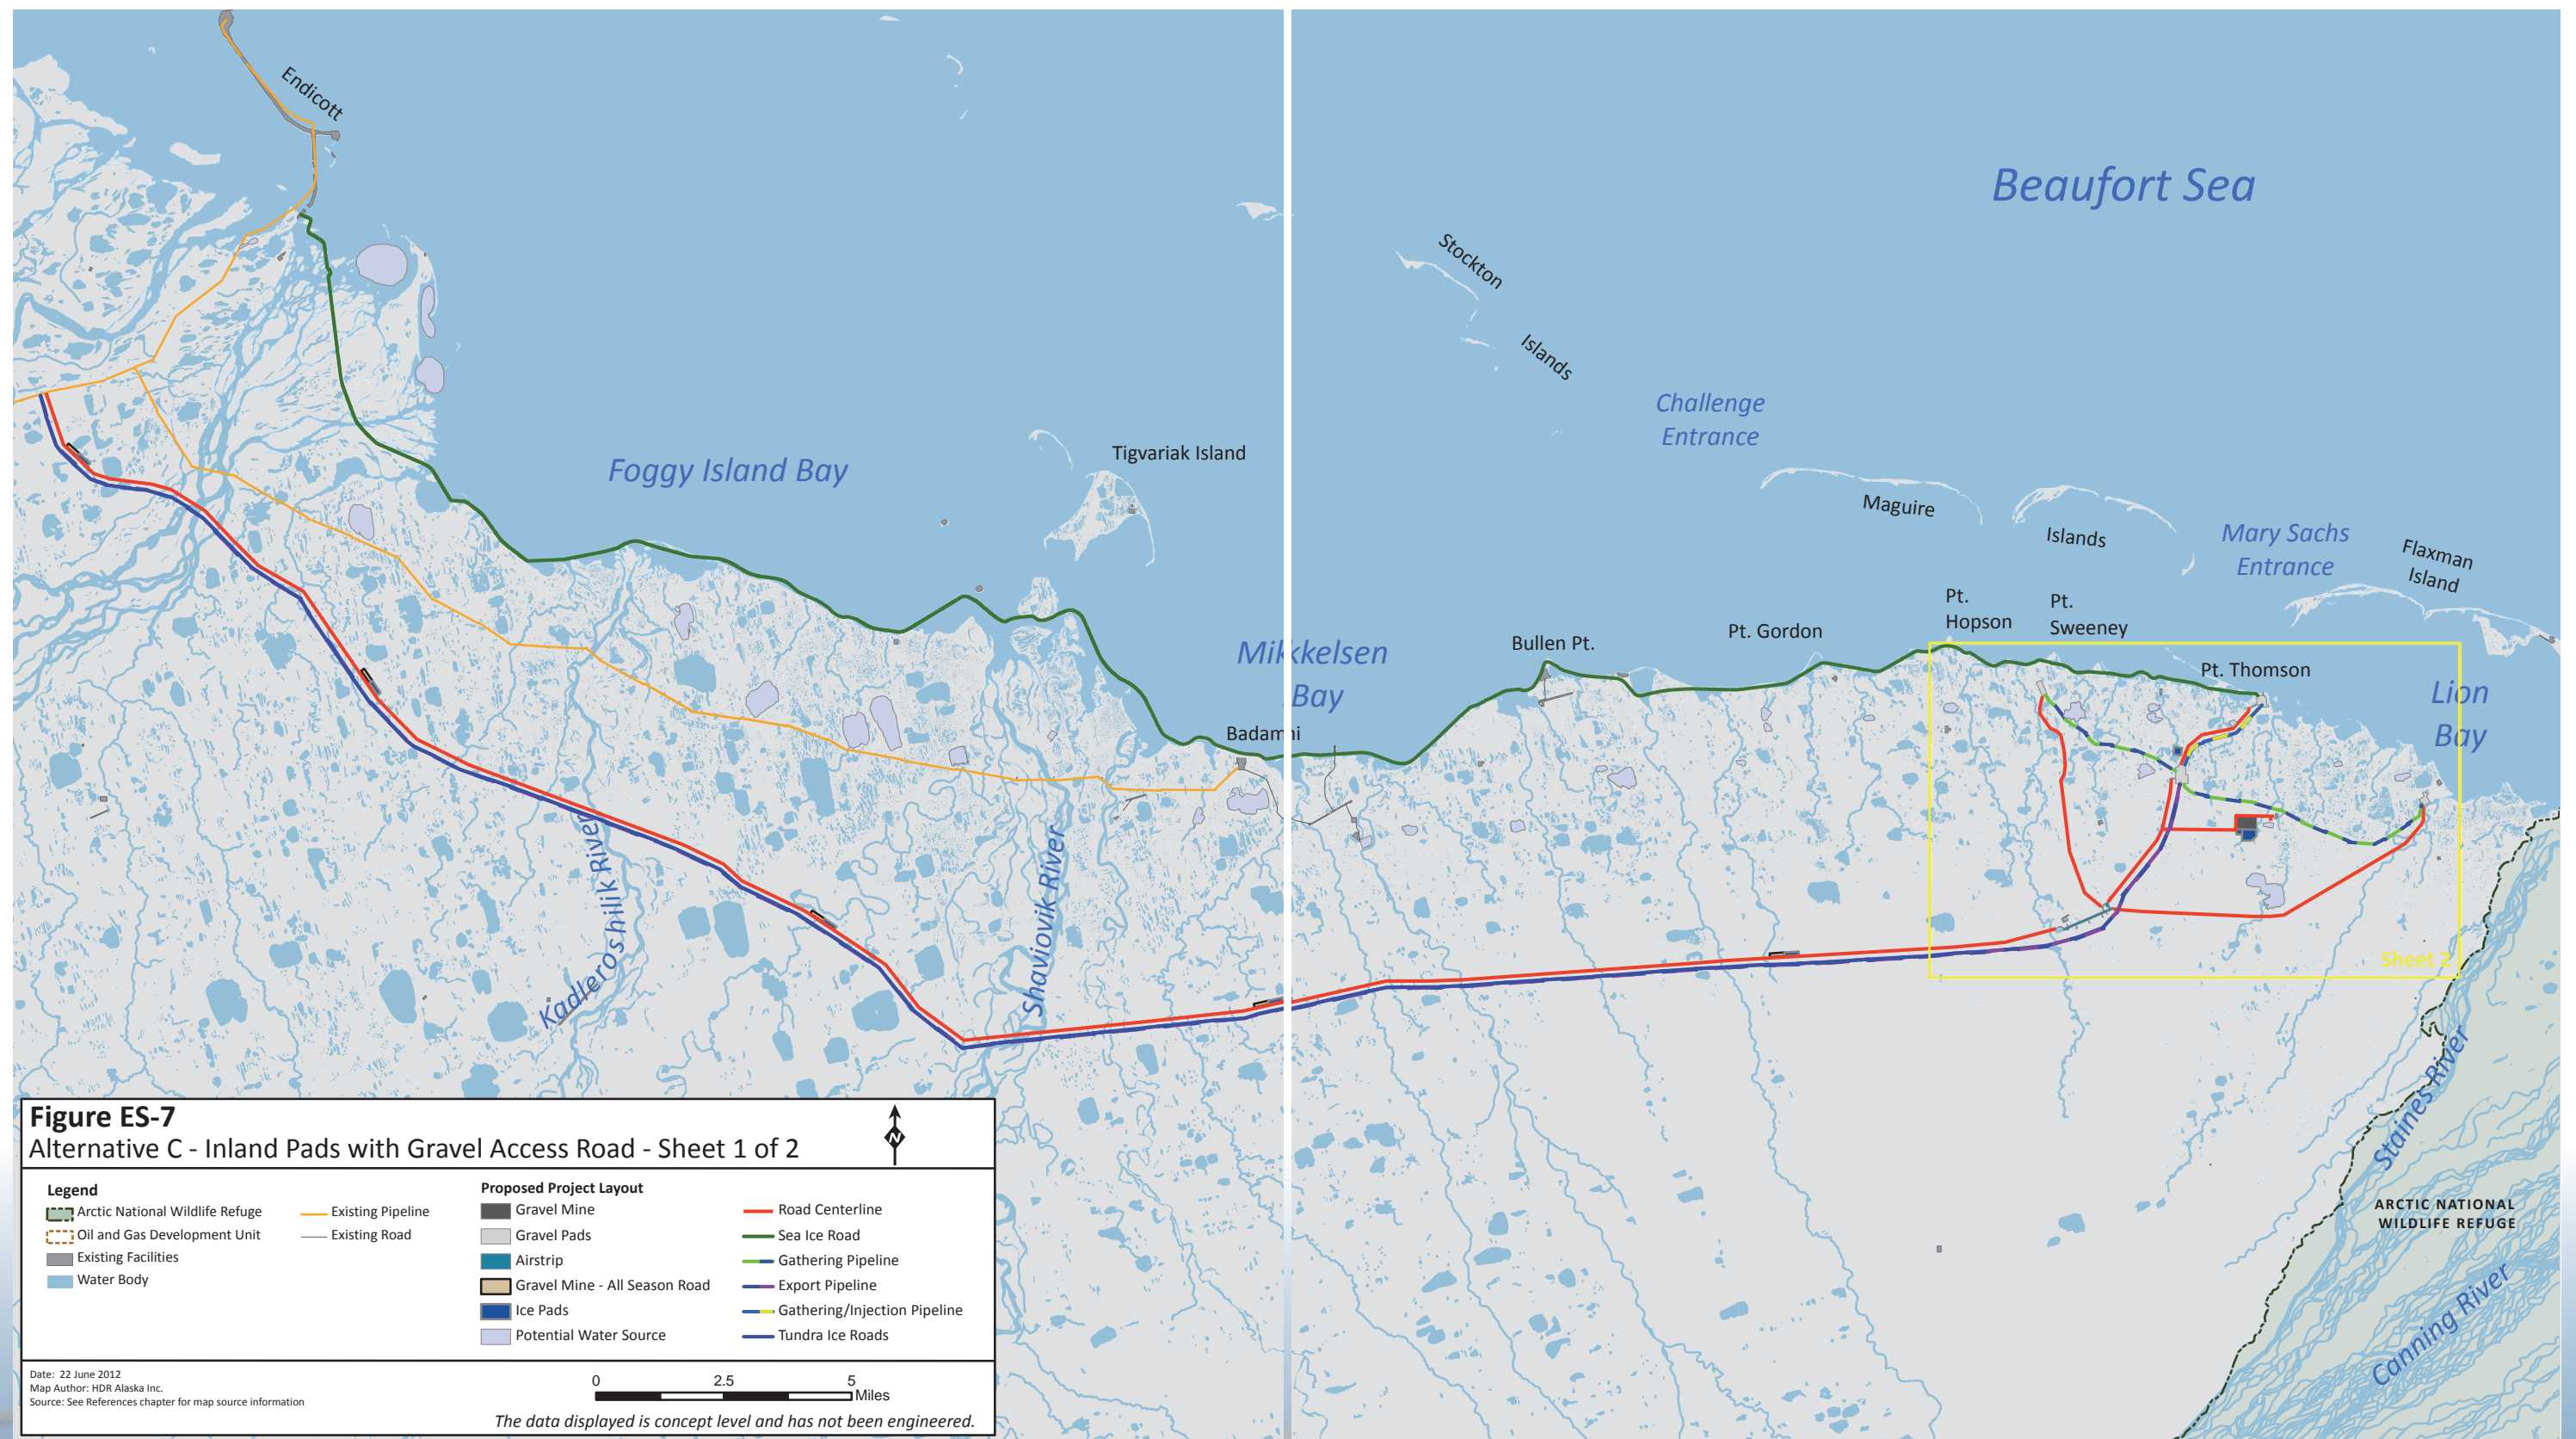 Endicott
Beaufort Sea
Stockton
Islands
Challenge
Entrance
Foggy Island Bay
Tigvariak Island
Maguire
Islands
Mary Sachs
Entrance
Flaxman
Island
Pt.
Hopson
Pt.
Sweeney
Mikkelsen
Bay
Bullen Pt.
Pt. Gordon
Pt. Thomson
Lion
Bay
Badami
Kadleroshilik River
Shaviovik River
Sheet 2
Staines River
ARCTIC NATIONAL
WILDLIFE REFUGE
Canning River
Figure ES-7
Alternative C - Inland Pads with Gravel Access Road - Sheet 1 of 2
N
Legend
Arctic National Wildlife Refuge
Oil and Gas Development Unit
Existing Facilities
Water Body
Existing Pipeline
Existing Road
Proposed Project Layout
Gravel Mine
Gravel Pads
Airstrip
Gravel Mine - All Season Road
Ice Pads
Potential Water Source
Road Centerline
Sea Ice Road
Gathering Pipeline
Export Pipeline
Gathering/Injection Pipeline
Tundra Ice Roads
Date: 22 June 2012
Map Author: HDR Alaska Inc.
Source: See References chapter for map source information
0 2.5 5
Miles
The data displayed is concept level and has not been engineered.